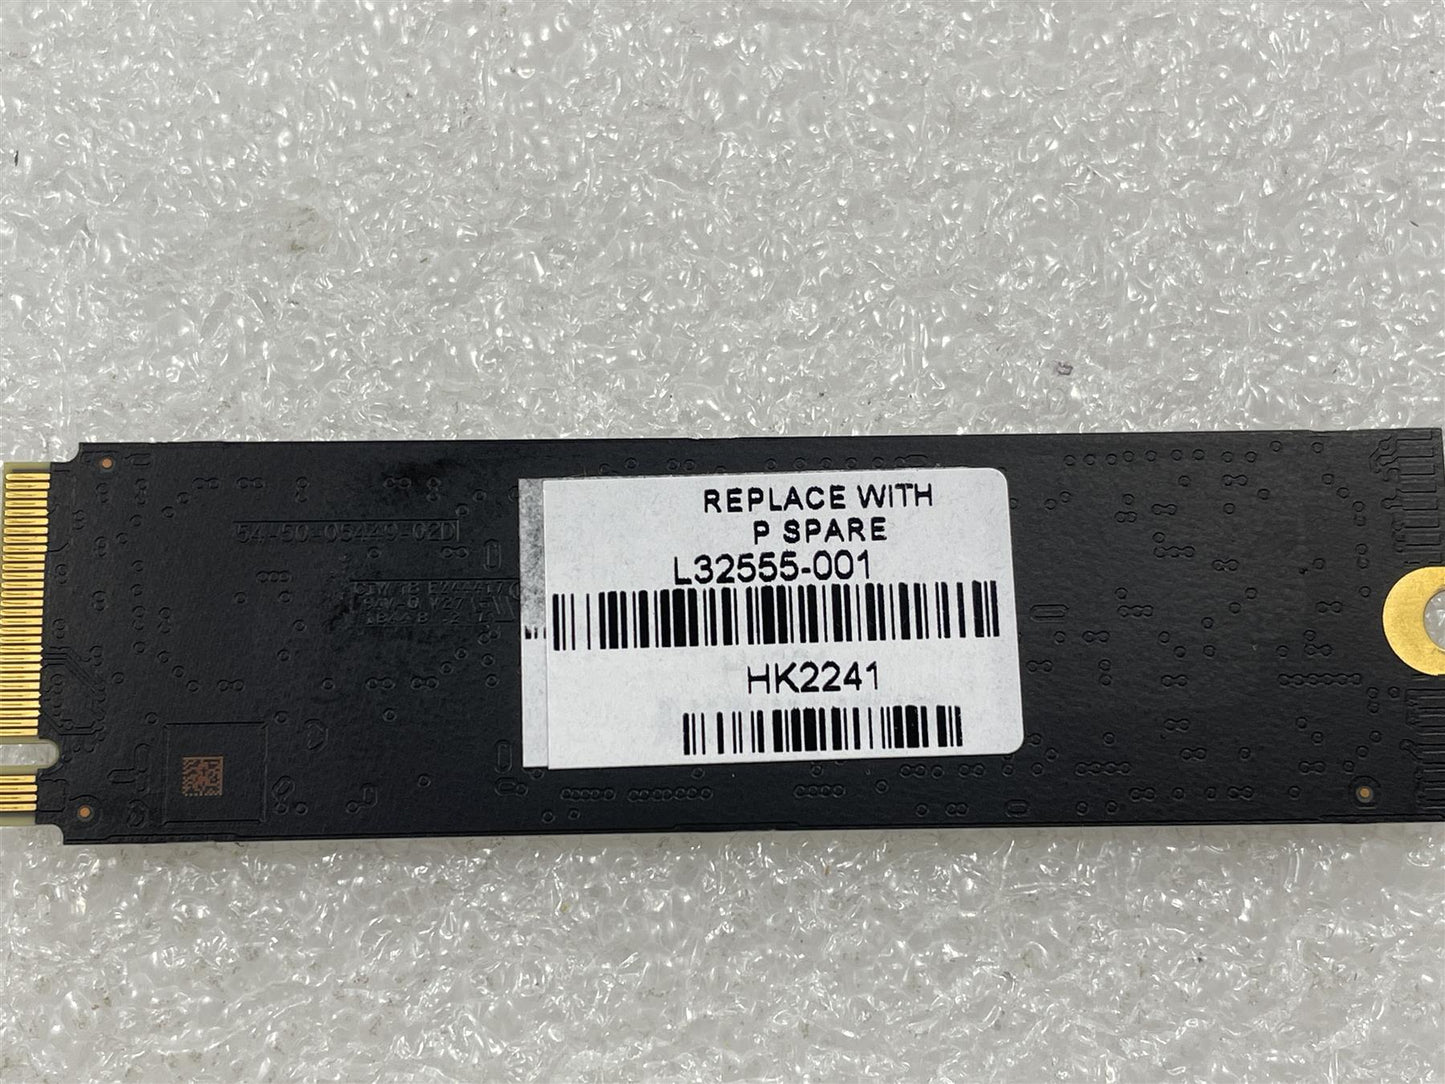 REPLACE WITH
P SPARE
L32555-001
HK2241
54-50-05449-02D